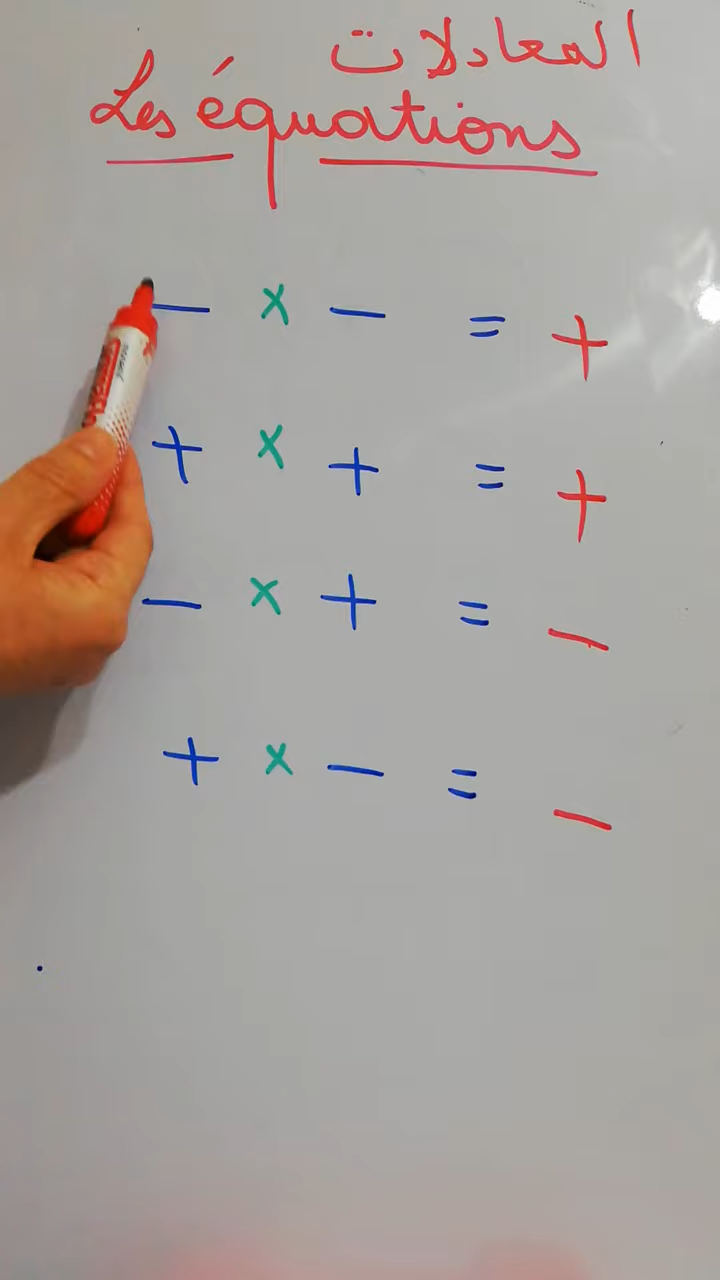 المعادلات
Les équations
− × − = +
+ × + = +
− × + = −
+ × − = −